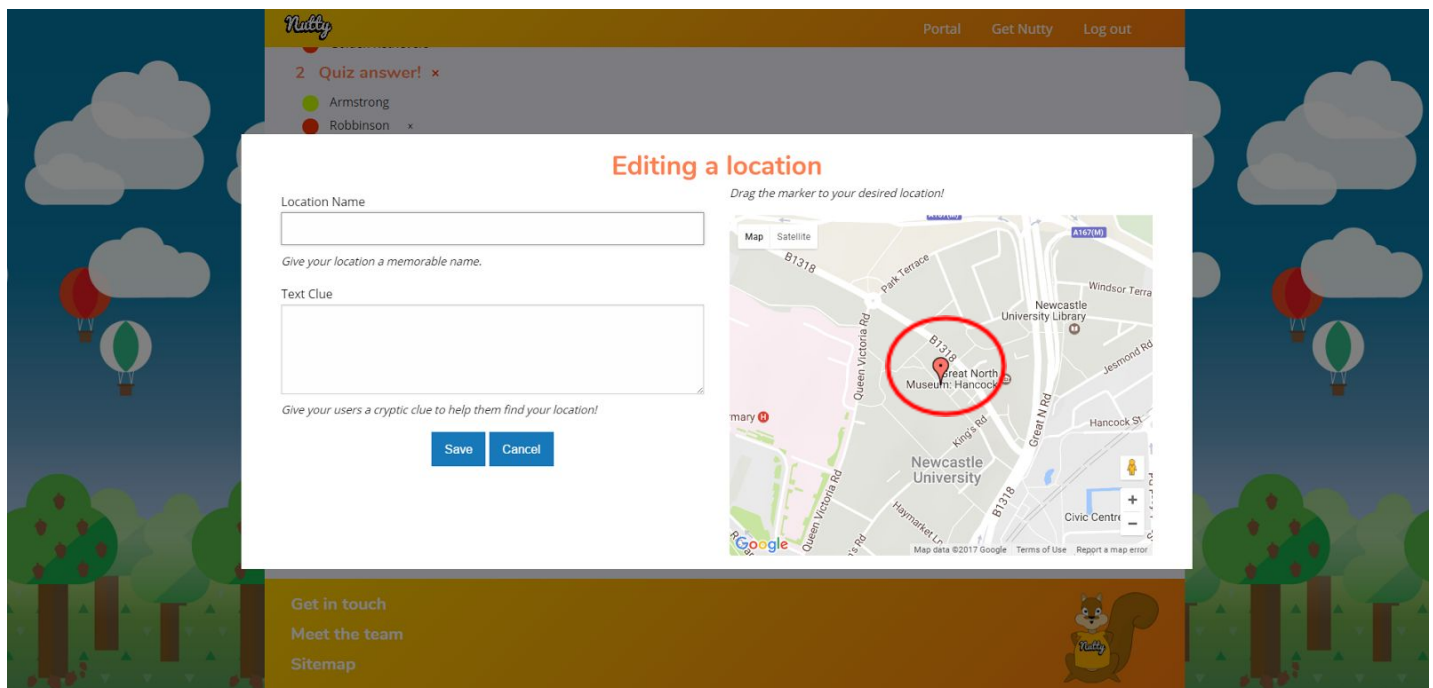 Nutty
Portal Get Nutty Log out
2 Quiz answer! ×
Armstrong
Robbinson ×
Editing a location
Location Name
Give your location a memorable name.
Text Clue
Give your users a cryptic clue to help them find your location!
Save Cancel
Drag the marker to your desired location!
Map Satellite
A167(M)
B1318
Park Terrace
Windsor Terra
Newcastle
University Library
Queen Victoria Rd
B1318
Jesmond Rd
Great North
Museum: Hancock
mary H
Great N Rd
Hancock St
King's Rd
Newcastle
University
Queen Victoria Rd
B1318
Haymarket Ln
Civic Centre
+
−
Google
's Rd
Map data ©2017 Google Terms of Use Report a map error
Get in touch
Meet the team
Sitemap
Nutty